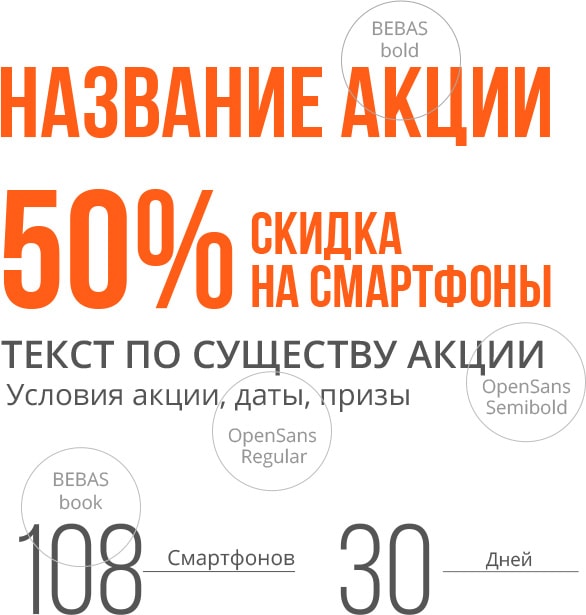 BEBAS
bold
НАЗВАНИЕ АКЦИИ
50% СКИДКА
НА СМАРТФОНЫ
ТЕКСТ ПО СУЩЕСТВУ АКЦИИ
Условия акции, даты, призы
OpenSans
Semibold
OpenSans
Regular
BEBAS
book
108 Смартфонов
30 Дней